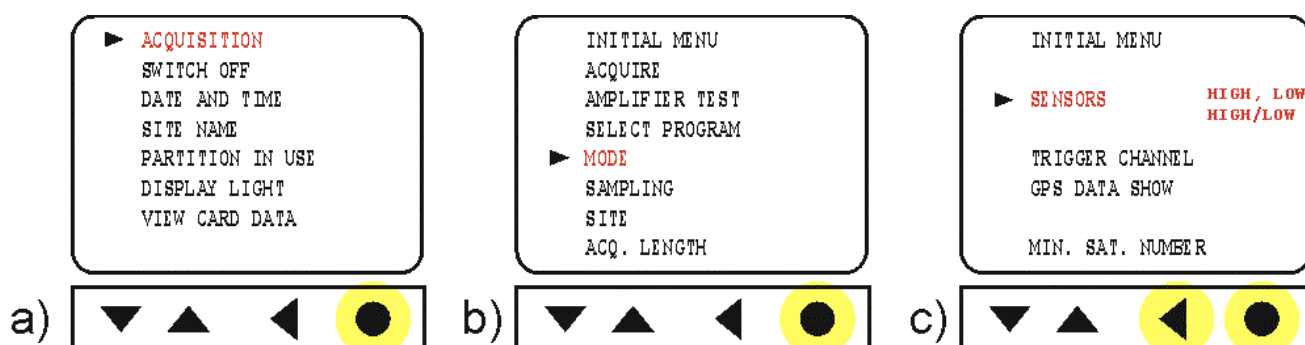 ACQUISITION
SWITCH OFF
DATE AND TIME
SITE NAME
PARTITION IN USE
DISPLAY LIGHT
VIEW CARD DATA
a)
INITIAL MENU
ACQUIRE
AMPLIFIER TEST
SELECT PROGRAM
MODE
SAMPLING
SITE
ACQ. LENGTH
b)
INITIAL MENU
SENSORS HIGH, LOW
HIGH/LOW
TRIGGER CHANNEL
GPS DATA SHOW
MIN. SAT. NUMBER
c)